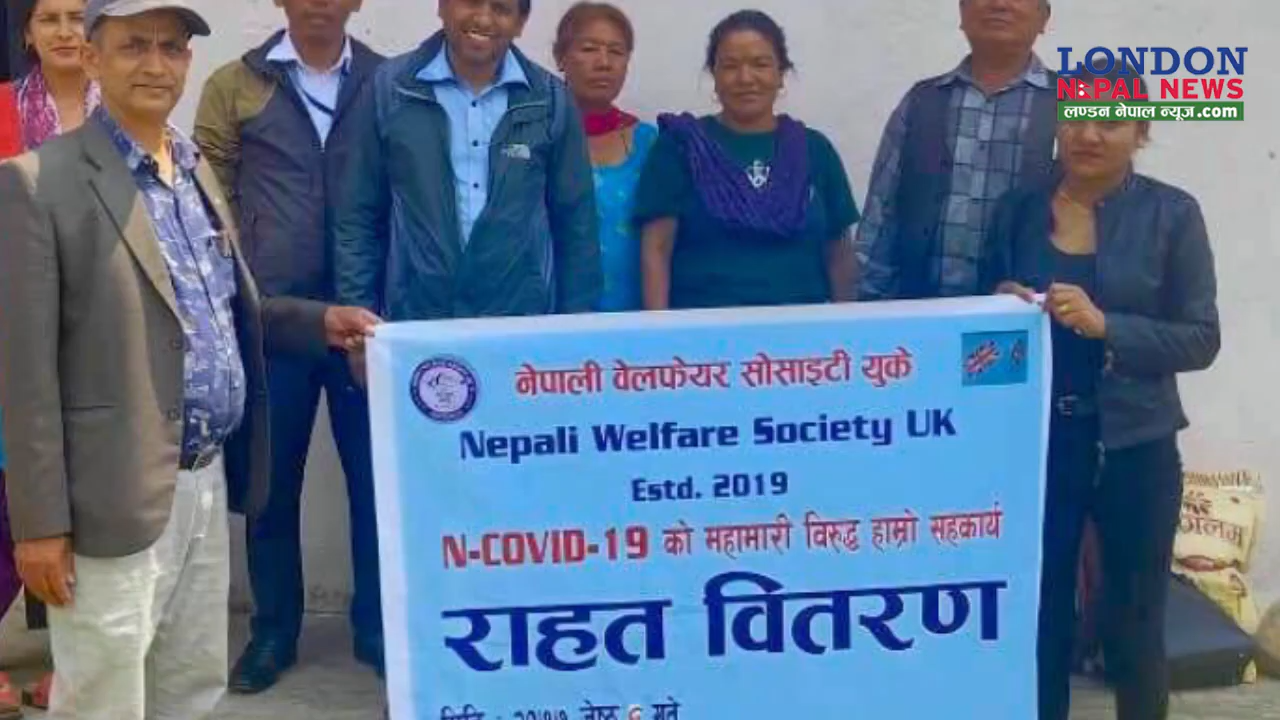 LONDON
NEPAL NEWS
लण्डन नेपाल न्यूज.com
नेपाली वेलफेयर सोसाइटी युके
Nepali Welfare Society UK
Estd. 2019
N-COVID-19 को महामारी विरुद्ध हाम्रो सहकार्य
राहत वितरण